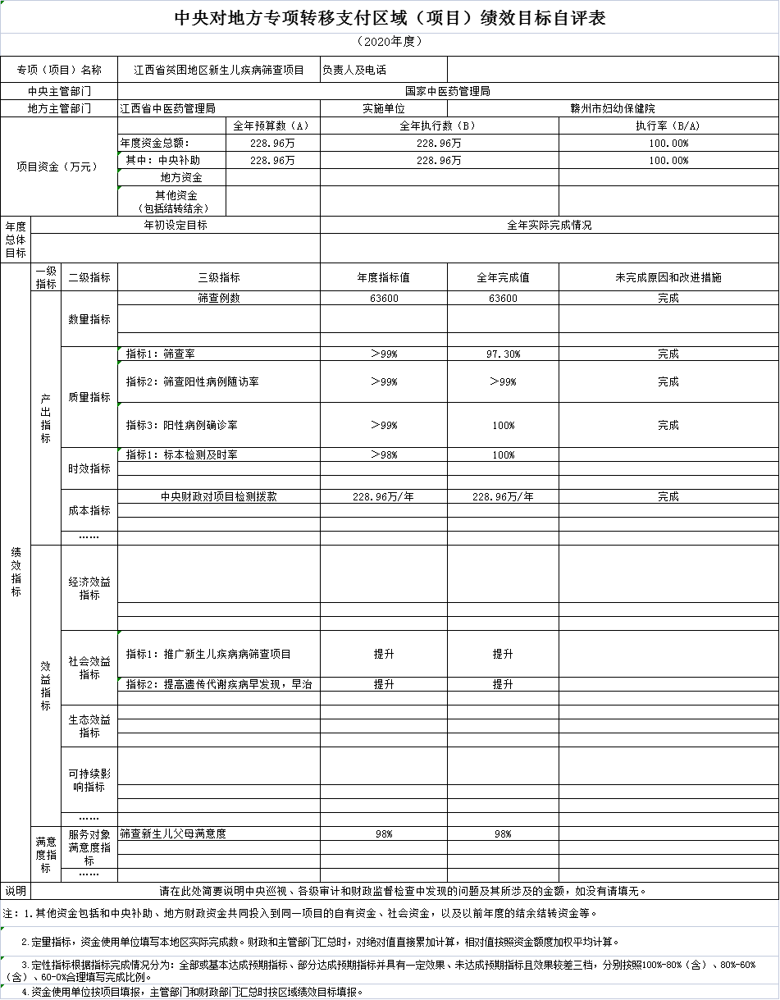 中央对地方专项转移支付区域（项目）绩效目标自评表
（2020年度）
专项（项目）名称 江西省贫困地区新生儿疾病筛查项目 负责人及电话
中央主管部门 国家中医药管理局
地方主管部门 江西省中医药管理局 实施单位 赣州市妇幼保健院
项目资金（万元） 全年预算数（A） 全年执行数（B） 执行率（B/A）
年度资金总额： 228.96万 228.96万 100.00%
其中：中央补助 228.96万 228.96万 100.00%
地方资金
其他资金
（包括结转结余）
年度
总体
目标
年初设定目标 全年实际完成情况
绩
效
指
标
一级
指标
二级指标 三级指标 年度指标值 全年完成值 未完成原因和改进措施
产
出
指
标
数量指标 筛查例数 63600 63600 完成
质量指标 指标1：筛查率 ＞99% 97.30% 完成
指标2：筛查阳性病例随访率 ＞99% ＞99% 完成
指标3：阳性病例确诊率 ＞99% 100% 完成
时效指标 指标1：标本检测及时率 ＞98% 100%
成本指标 中央财政对项目检测拨款 228.96万/年 228.96万/年 完成
……
效
益
指
标
经济效益
指标
社会效益
指标
指标1：推广新生儿疾病病筛查项目 提升 提升
指标2：提高遗传代谢疾病早发现，早治 提升 提升
生态效益
指标
可持续影
响指标
……
满意
度指
标
服务对象
满意度指
标
筛查新生儿父母满意度 98% 98%
……
说明 请在此处简要说明中央巡视、各级审计和财政监督检查中发现的问题及其所涉及的金额，如没有请填无。
注：1.其他资金包括和中央补助、地方财政资金共同投入到同一项目的自有资金、社会资金，以及以前年度的结余结转资金等。
2.定量指标，资金使用单位填写本地区实际完成数。财政和主管部门汇总时，对绝对值直接累加计算，相对值按照资金额度加权平均计算。
3.定性指标根据指标完成情况分为：全部或基本达成预期指标、部分达成预期指标并具有一定效果、未达成预期指标且效果较差三档，分别按照100%-80%（含）、80%-60%
（含）、60-0%合理填写完成比例。
4.资金使用单位按项目填报，主管部门和财政部门汇总时按区域绩效目标填报。